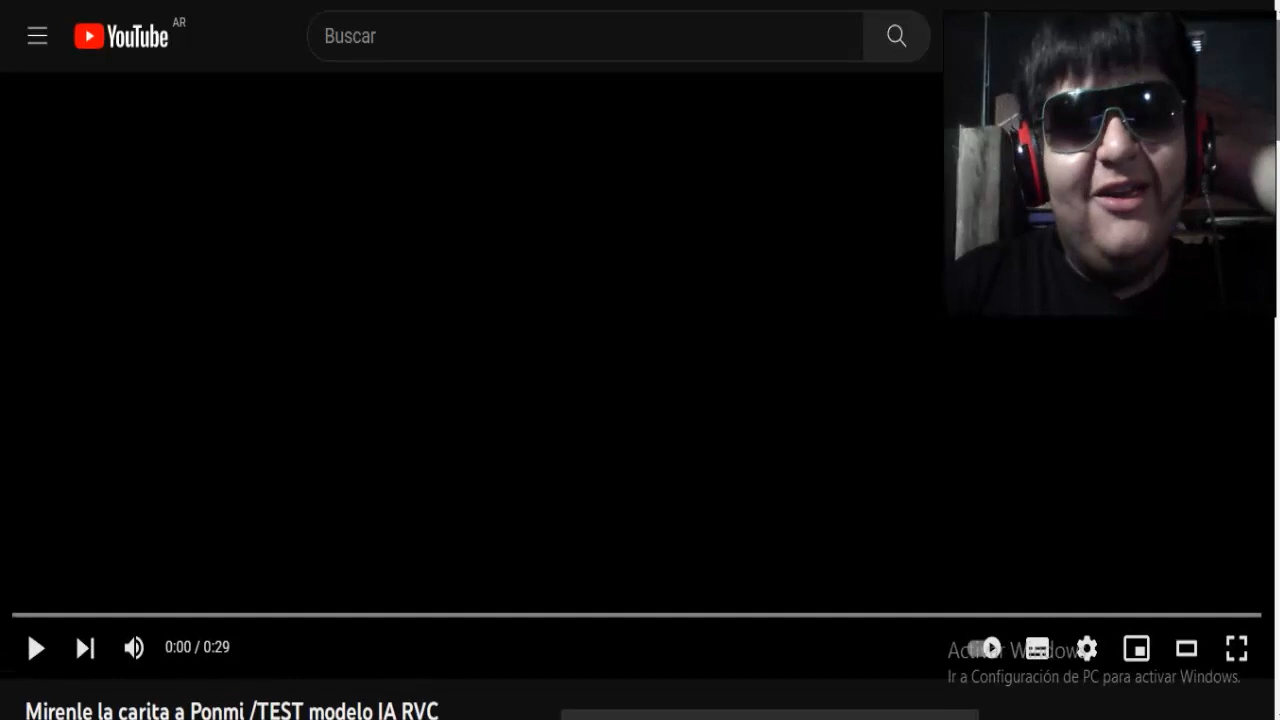 YouTube AR
Buscar
0:00 / 0:29
Activar Windows
Ir a Configuración de PC para activar Windows.
Mirenle la carita a Ponmi /TEST modelo IA RVC